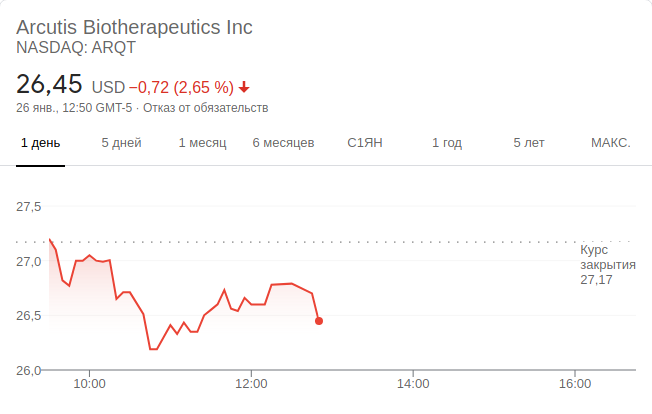 Arcutis Biotherapeutics Inc
NASDAQ: ARQT
26,45 USD −0,72 (2,65 %)
26 янв., 12:50 GMT-5 · Отказ от обязательств
1 день 5 дней 1 месяц 6 месяцев С1ЯН 1 год 5 лет МАКС.
27,5
27,0
26,5
26,0
Курс
закрытия
27,17
10:00 12:00 14:00 16:00